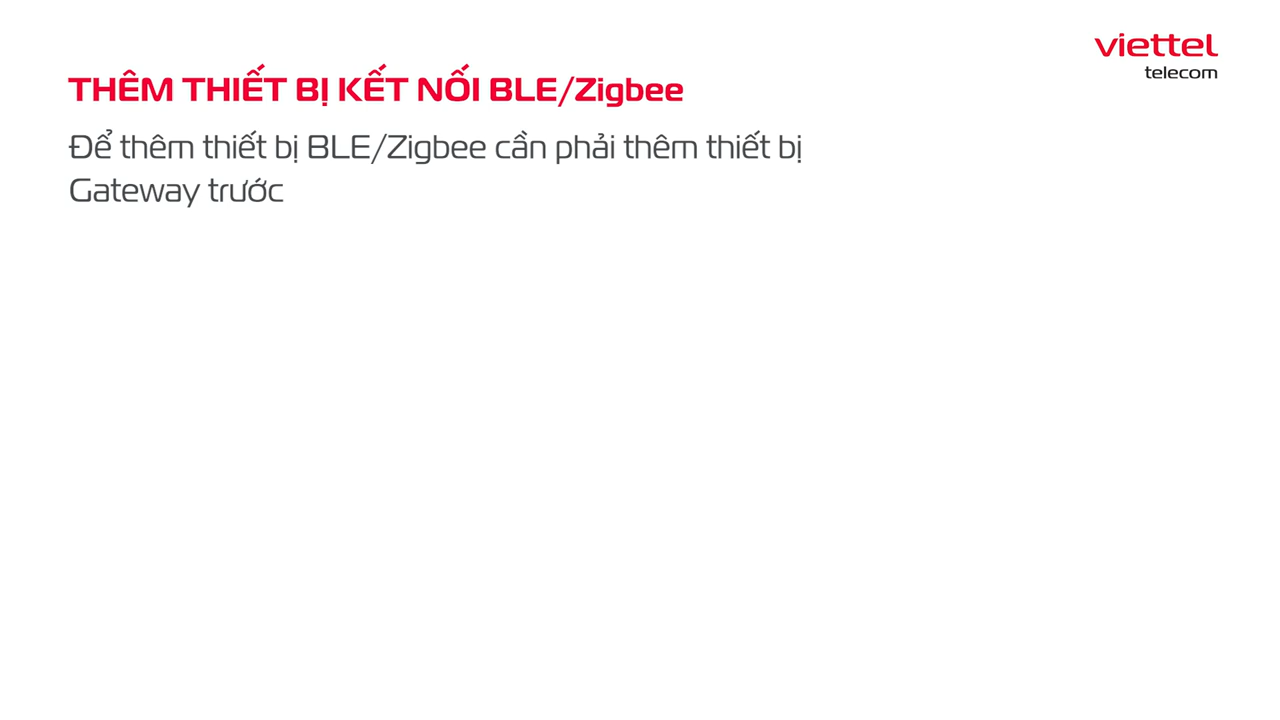 viettel
telecom
THÊM THIẾT BỊ KẾT NỐI BLE/Zigbee
Để thêm thiết bị BLE/Zigbee cần phải thêm thiết bị
Gateway trước